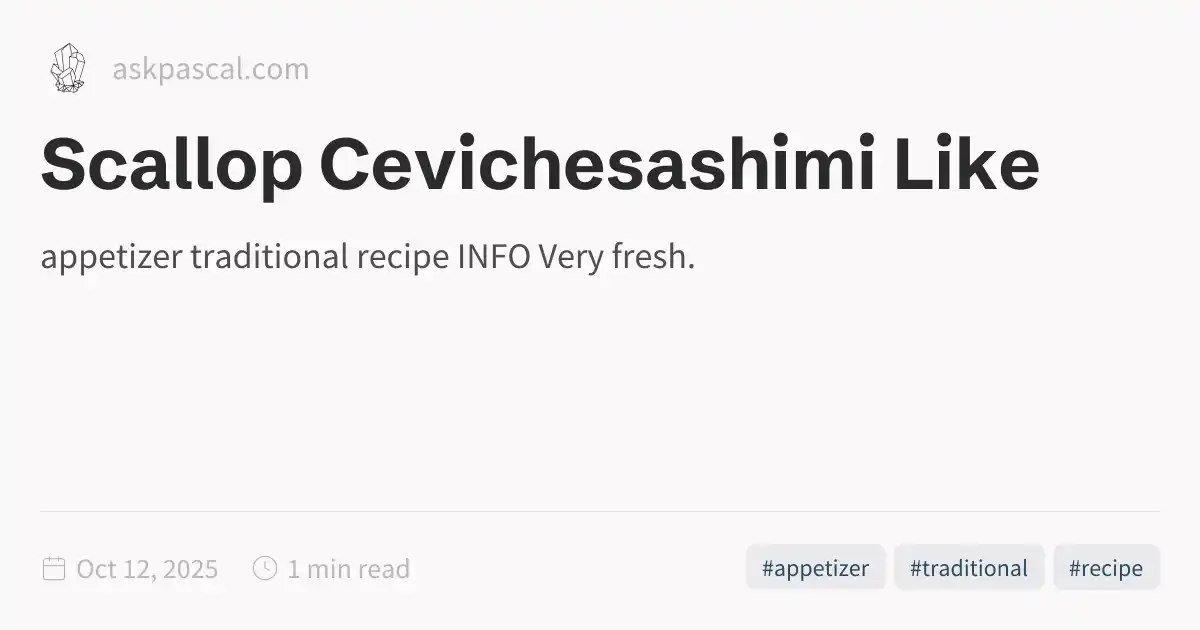 askpascal.com
Scallop Cevichesashimi Like
appetizer traditional recipe INFO Very fresh.
Oct 12, 2025 1 min read #appetizer #traditional #recipe